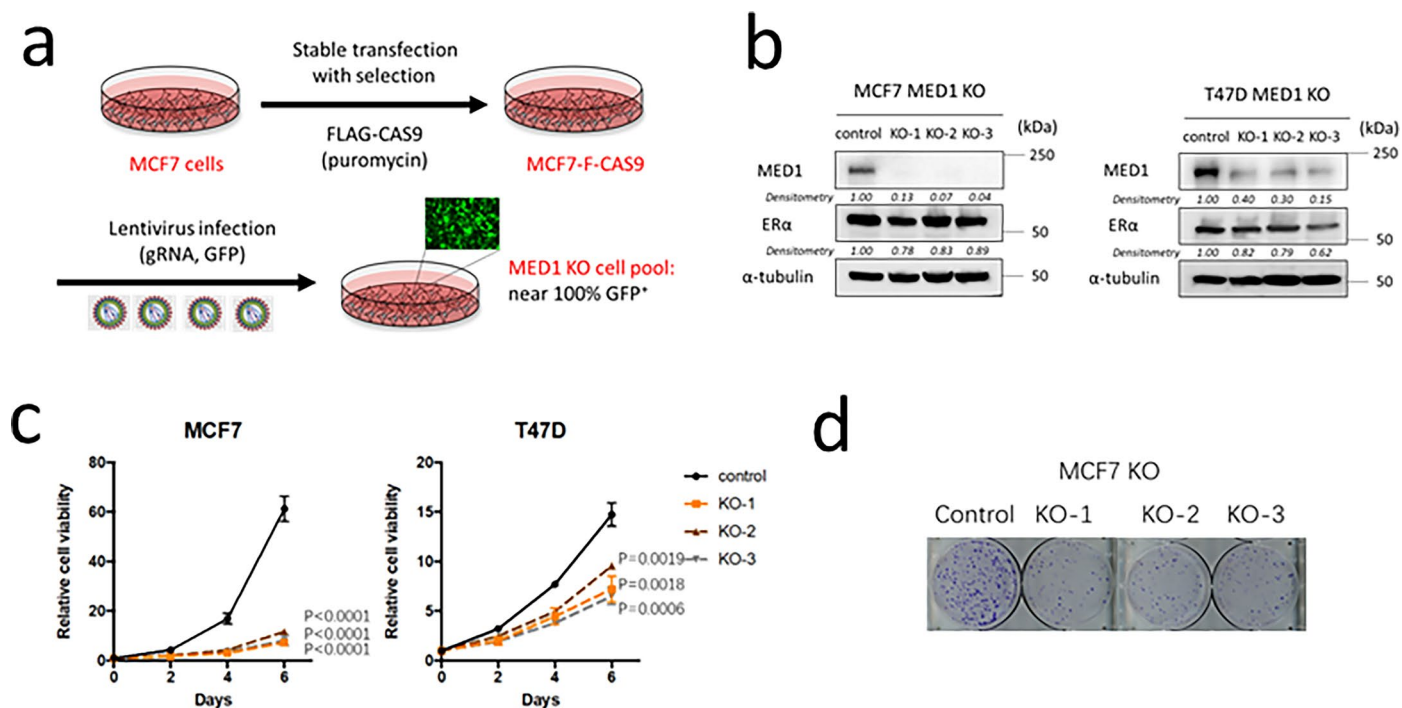 a
Stable transfection
with selection
FLAG-CAS9
(puromycin)
MCF7 cells
MCF7-F-CAS9
Lentivirus infection
(gRNA, GFP)
MED1 KO cell pool:
near 100% GFP⁺
b
MCF7 MED1 KO
control KO-1 KO-2 KO-3 (kDa)
MED1
250
Densitometry 1.00 0.13 0.07 0.04
ERα
50
Densitometry 1.00 0.78 0.83 0.89
α-tubulin
50
T47D MED1 KO
control KO-1 KO-2 KO-3 (kDa)
MED1
250
Densitometry 1.00 0.40 0.30 0.15
ERα
50
Densitometry 1.00 0.82 0.79 0.62
α-tubulin
50
c
MCF7
Relative cell viability
80
60
40
20
0
0 2 4 6
Days
P<0.0001
P<0.0001
P<0.0001
T47D
Relative cell viability
20
15
10
5
0
0 2 4 6
Days
control
KO-1
KO-2
KO-3
P=0.0019
P=0.0018
P=0.0006
d
MCF7 KO
Control KO-1 KO-2 KO-3